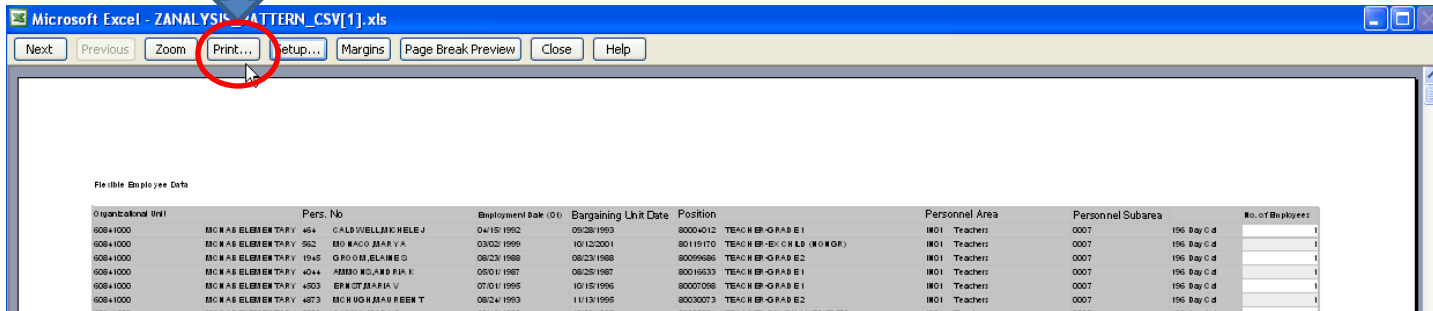 Microsoft Excel - ZANALYSIS_PATTERN_CSV[1].xls
Next Previous Zoom Print... Setup... Margins Page Break Preview Close Help
Flexible Employee Data
Organizational Unit Pers. No Employment Date (01) Bargaining Unit Date Position Personnel Area Personnel Subarea No. of Employees
60841000 MCNAB ELEMENTARY 464 CALDWELL,MICHELE J 04/15/1992 09/28/1993 80004012 TEACHER-GRADE 1 IN01 Teachers 0007 196 Day Cal 1
60841000 MCNAB ELEMENTARY 562 MONACO,MARY A 03/02/1999 10/12/2001 80119170 TEACHER-EX CHILD (NONGR) IN01 Teachers 0007 196 Day Cal 1
60841000 MCNAB ELEMENTARY 1945 GROOM,ELAINE S 08/23/1988 08/23/1988 80099686 TEACHER-GRADE 2 IN01 Teachers 0007 196 Day Cal 1
60841000 MCNAB ELEMENTARY 4044 AMMONS,ANDRIA K 05/01/1987 08/25/1987 80016633 TEACHER-GRADE 1 IN01 Teachers 0007 196 Day Cal 1
60841000 MCNAB ELEMENTARY 4503 ERNST,MARIA V 07/01/1995 10/15/1996 80007098 TEACHER-GRADE 1 IN01 Teachers 0007 196 Day Cal 1
60841000 MCNAB ELEMENTARY 4873 MCHUGH,MAUREEN T 08/24/1993 11/13/1995 80030073 TEACHER-GRADE 2 IN01 Teachers 0007 196 Day Cal 1